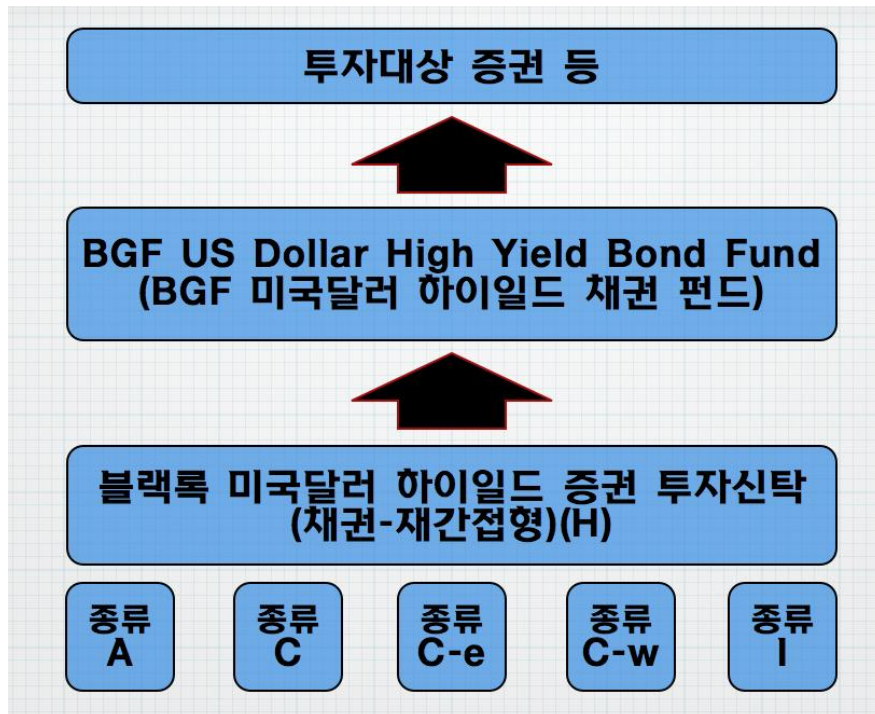 투자대상 증권 등
BGF US Dollar High Yield Bond Fund
(BGF 미국달러 하이일드 채권 펀드)
블랙록 미국달러 하이일드 증권 투자신탁
(채권-재간접형)(H)
종류
A
종류
C
종류
C-e
종류
C-w
종류
I